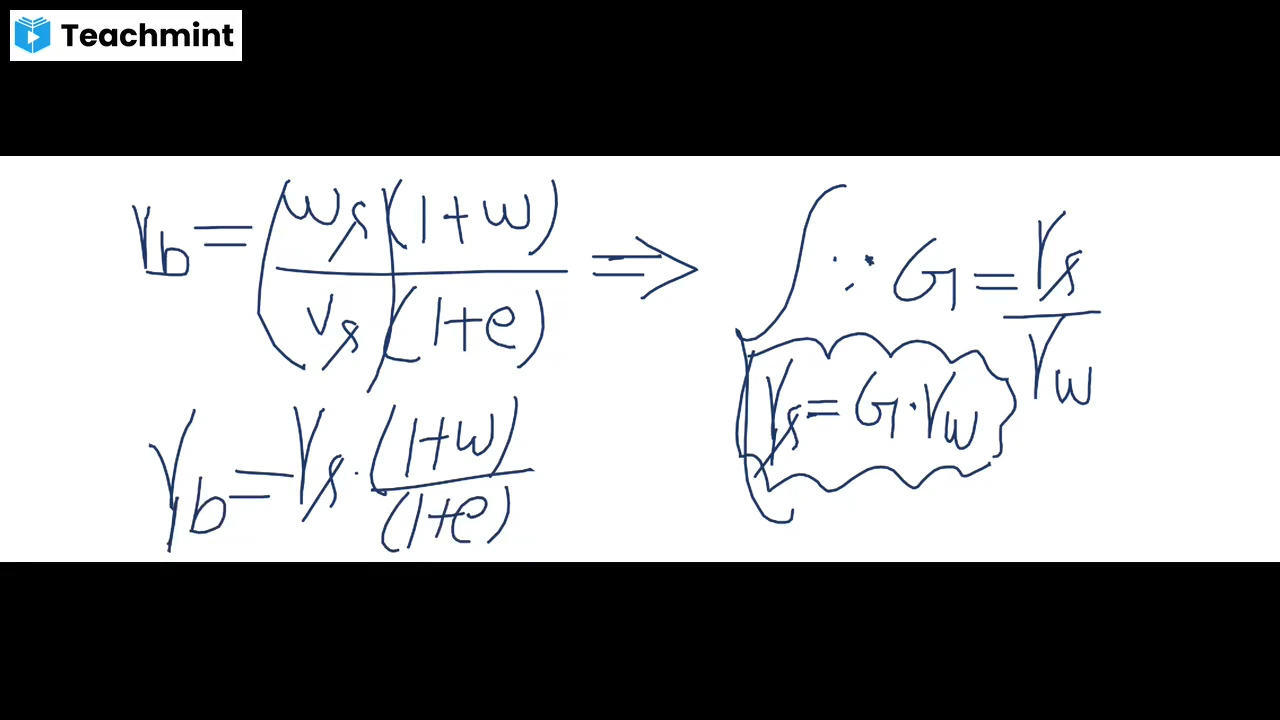 Teachmint
γb = (Ws (1+w) / Vs (1+e)) ⇒
γb = γs · (1+w) / (1+e)
∵ G = γs / γw
γs = G · γw